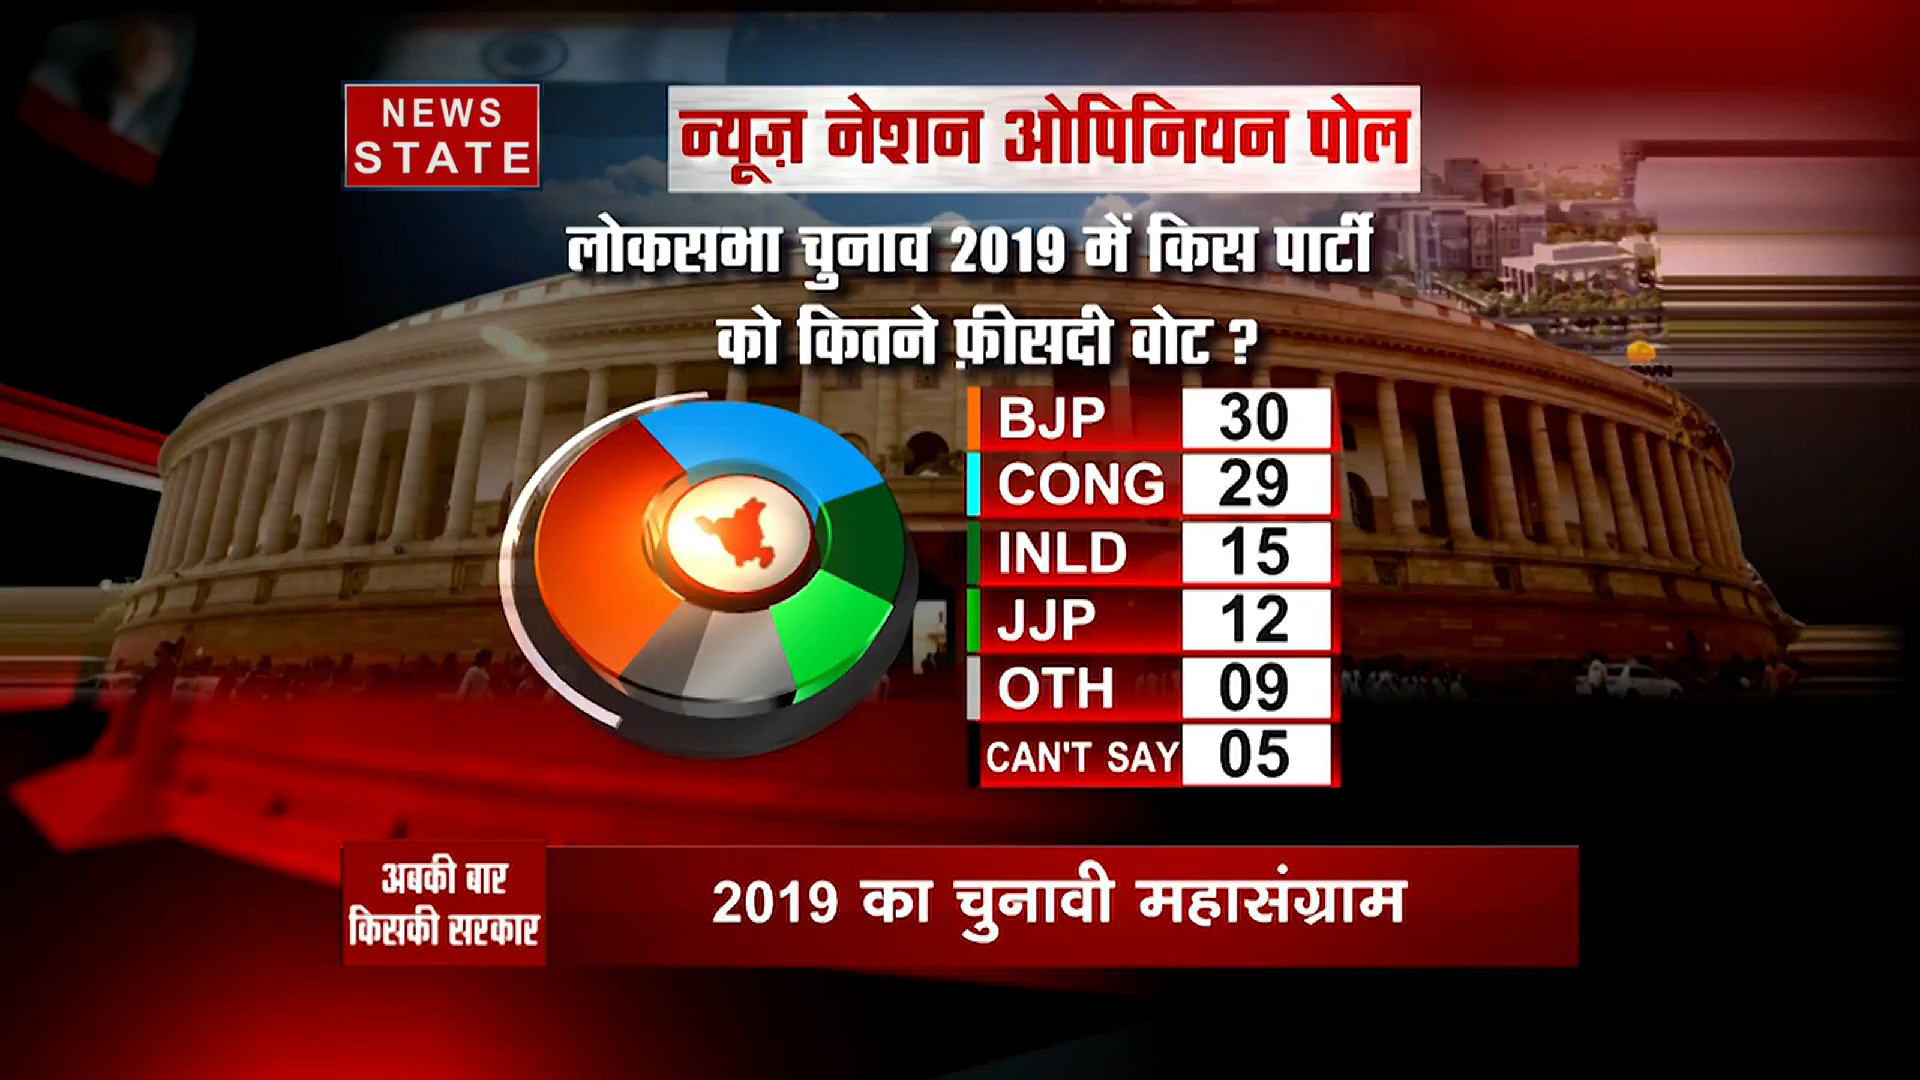 NEWS
STATE
न्यूज़ नेशन ओपिनियन पोल
लोकसभा चुनाव 2019 में किस पार्टी
को कितने फ़ीसदी वोट ?
BJP 30
CONG 29
INLD 15
JJP 12
OTH 09
CAN'T SAY 05
अबकी बार
किसकी सरकार
2019 का चुनावी महासंग्राम